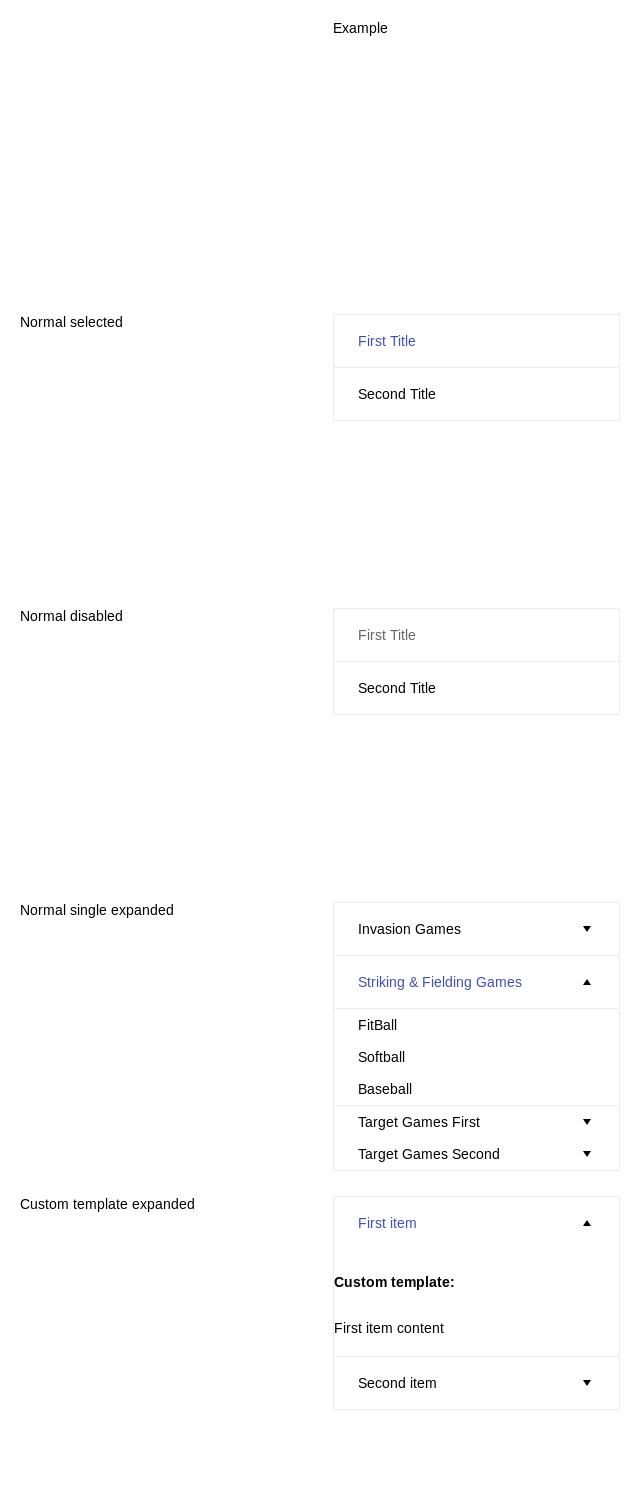 Example
Normal selected
First Title
Second Title
Normal disabled
First Title
Second Title
Normal single expanded
Invasion Games
Striking & Fielding Games
FitBall
Softball
Baseball
Target Games First
Target Games Second
Custom template expanded
First item
Custom template:
First item content
Second item